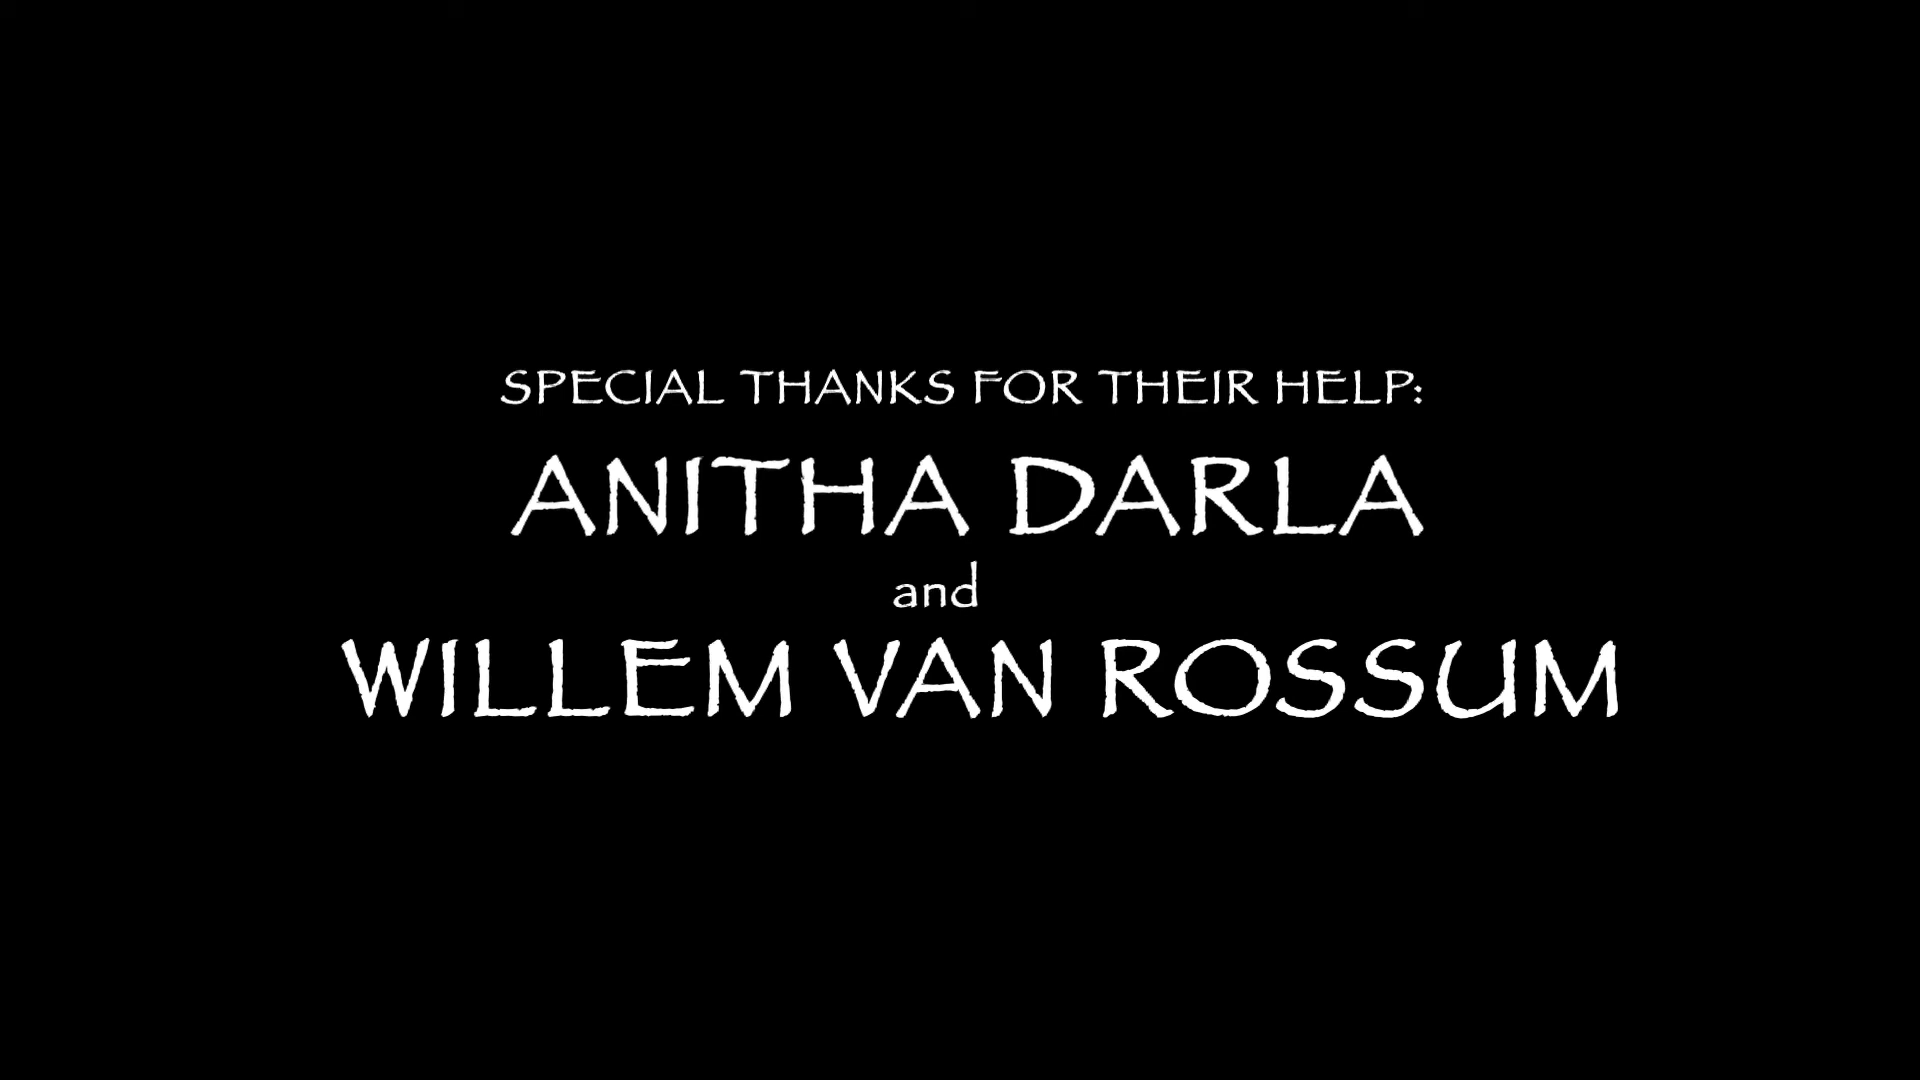 SPECIAL THANKS FOR THEIR HELP:
ANITHA DARLA
and
WILLEM VAN ROSSUM